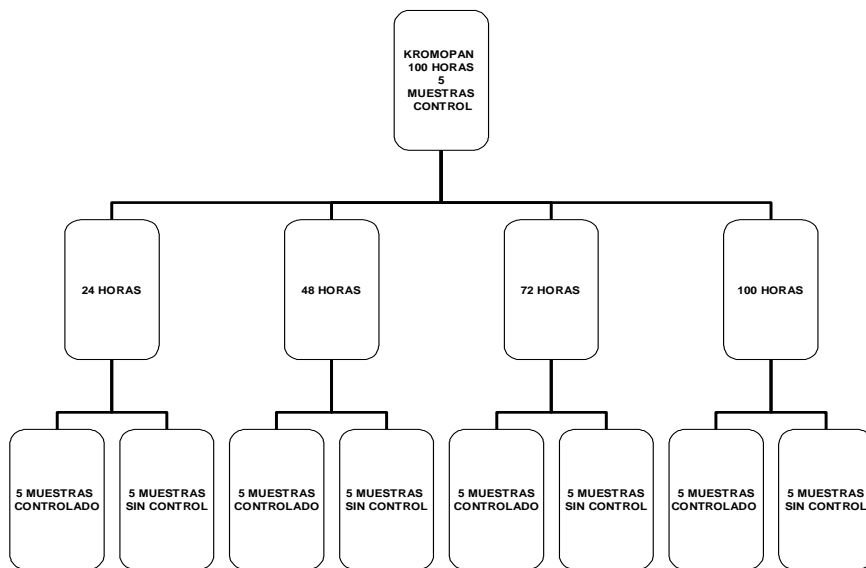 KROMOPAN
100 HORAS
5
MUESTRAS
CONTROL
24 HORAS
48 HORAS
72 HORAS
100 HORAS
5 MUESTRAS
CONTROLADO
5 MUESTRAS
SIN CONTROL
5 MUESTRAS
CONTROLADO
5 MUESTRAS
SIN CONTROL
5 MUESTRAS
CONTROLADO
5 MUESTRAS
SIN CONTROL
5 MUESTRAS
CONTROLADO
5 MUESTRAS
SIN CONTROL